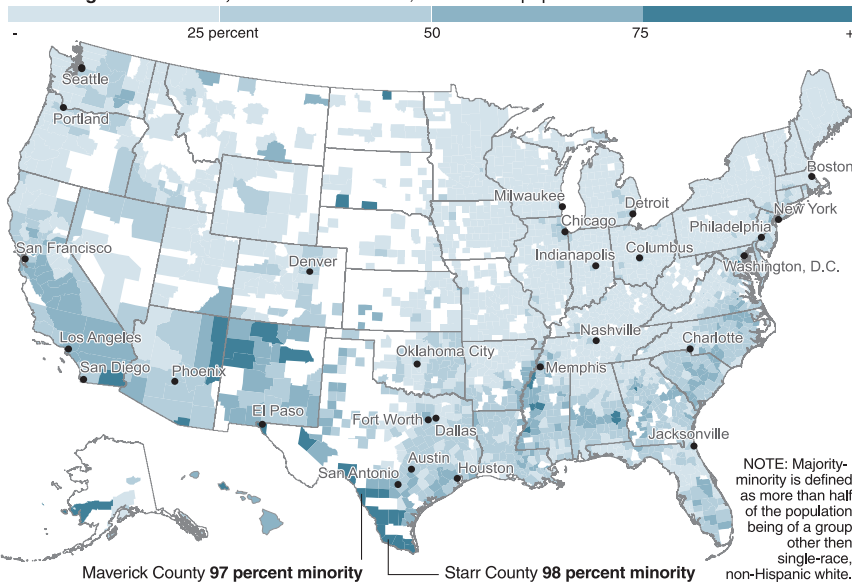 - 25 percent 50 75 +
Seattle
Portland
Boston
Milwaukee
Detroit
New York
Chicago
Philadelphia
San Francisco
Indianapolis
Columbus
Denver
Washington, D.C.
Nashville
Los Angeles
Oklahoma City
Charlotte
San Diego
Phoenix
Memphis
El Paso
Fort Worth
Dallas
Jacksonville
Austin
San Antonio
Houston
NOTE: Majority-
minority is defined
as more than half
of the population
being of a group
other then
single-race,
non-Hispanic white.
Maverick County 97 percent minority
Starr County 98 percent minority